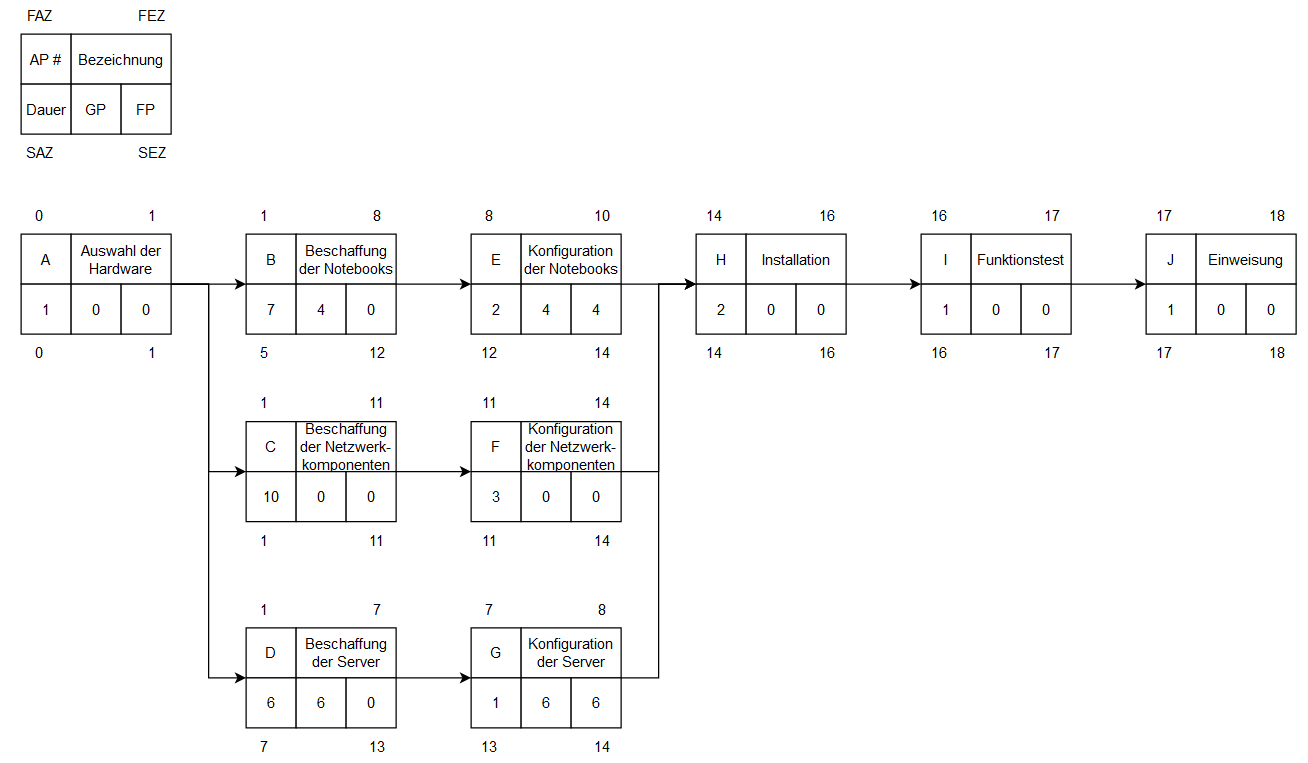 FAZ FEZ
AP # Bezeichnung
Dauer GP FP
SAZ SEZ
0 1
A Auswahl der
Hardware
1 0 0
0 1
1 8
B Beschaffung
der Notebooks
7 4 0
5 12
8 10
E Konfiguration
der Notebooks
2 4 4
12 14
14 16
H Installation
2 0 0
14 16
16 17
I Funktionstest
1 0 0
16 17
17 18
J Einweisung
1 0 0
17 18
1 11
C Beschaffung
der Netzwerk-
komponenten
10 0 0
1 11
11 14
F Konfiguration
der Netzwerk-
komponenten
3 0 0
11 14
1 7
D Beschaffung
der Server
6 6 0
7 13
7 8
G Konfiguration
der Server
1 6 6
13 14